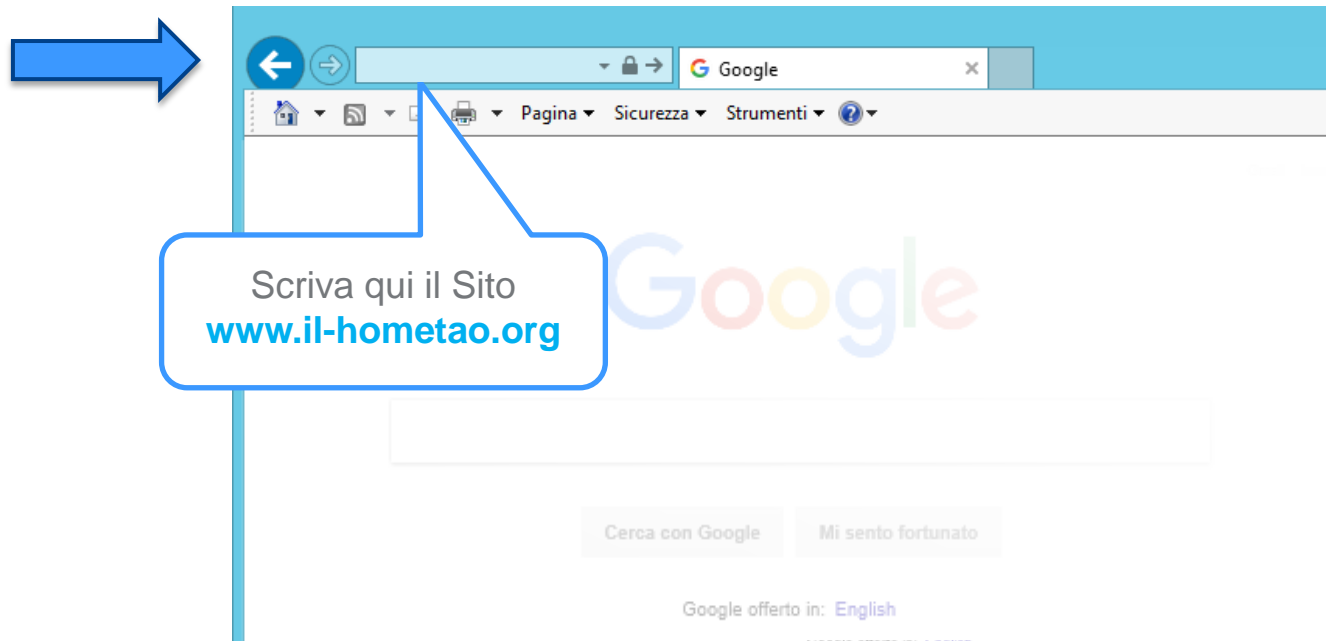 Google
Pagina Sicurezza Strumenti
Google
Scriva qui il Sito
www.il-hometao.org
Cerca con Google Mi sento fortunato
Google offerto in: English